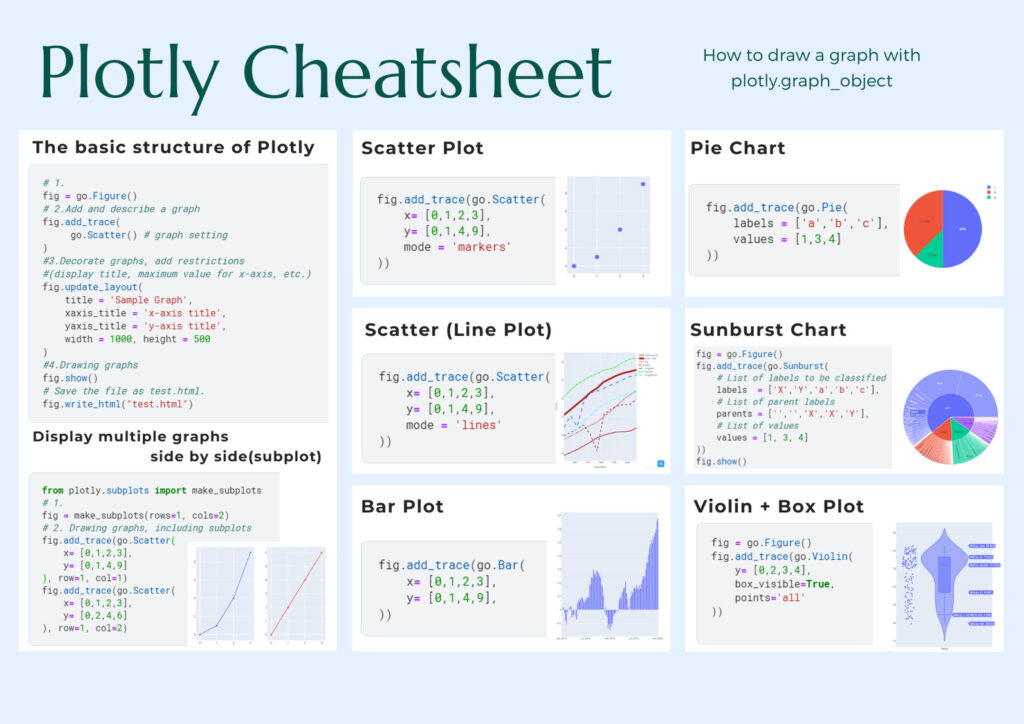 Plotly Cheatsheet
How to draw a graph with
plotly.graph_object
The basic structure of Plotly
# 1.
fig = go.Figure()
# 2.Add and describe a graph
fig.add_trace(
go.Scatter() # graph setting
)
#3.Decorate graphs, add restrictions
#(display title, maximum value for x-axis, etc.)
fig.update_layout(
title = 'Sample Graph',
xaxis_title = 'x-axis title',
yaxis_title = 'y-axis title',
width = 1000, height = 500
)
#4.Drawing graphs
fig.show()
# Save the file as test.html.
fig.write_html("test.html")
Display multiple graphs
side by side(subplot)
from plotly.subplots import make_subplots
# 1.
fig = make_subplots(rows=1, cols=2)
# 2. Drawing graphs, including subplots
fig.add_trace(go.Scatter(
x= [0,1,2,3],
y= [0,1,4,9]
), row=1, col=1)
fig.add_trace(go.Scatter(
x= [0,1,2,3],
y= [0,2,4,6]
), row=1, col=2)
Scatter Plot
fig.add_trace(go.Scatter(
x= [0,1,2,3],
y= [0,1,4,9],
mode = 'markers'
))
Scatter (Line Plot)
fig.add_trace(go.Scatter(
x= [0,1,2,3],
y= [0,1,4,9],
mode = 'lines'
))
Bar Plot
fig.add_trace(go.Bar(
x= [0,1,2,3],
y= [0,1,4,9],
))
Pie Chart
fig.add_trace(go.Pie(
labels = ['a','b','c'],
values = [1,3,4]
))
Sunburst Chart
fig = go.Figure()
fig.add_trace(go.Sunburst(
# List of labels to be classified
labels = ['X','Y','a','b','c'],
# List of parent labels
parents = ['','','X','X','Y'],
# List of values
values = [1, 3, 4]
))
fig.show()
Violin + Box Plot
fig = go.Figure()
fig.add_trace(go.Violin(
y= [0,2,3,4],
box_visible=True,
points='all'
))